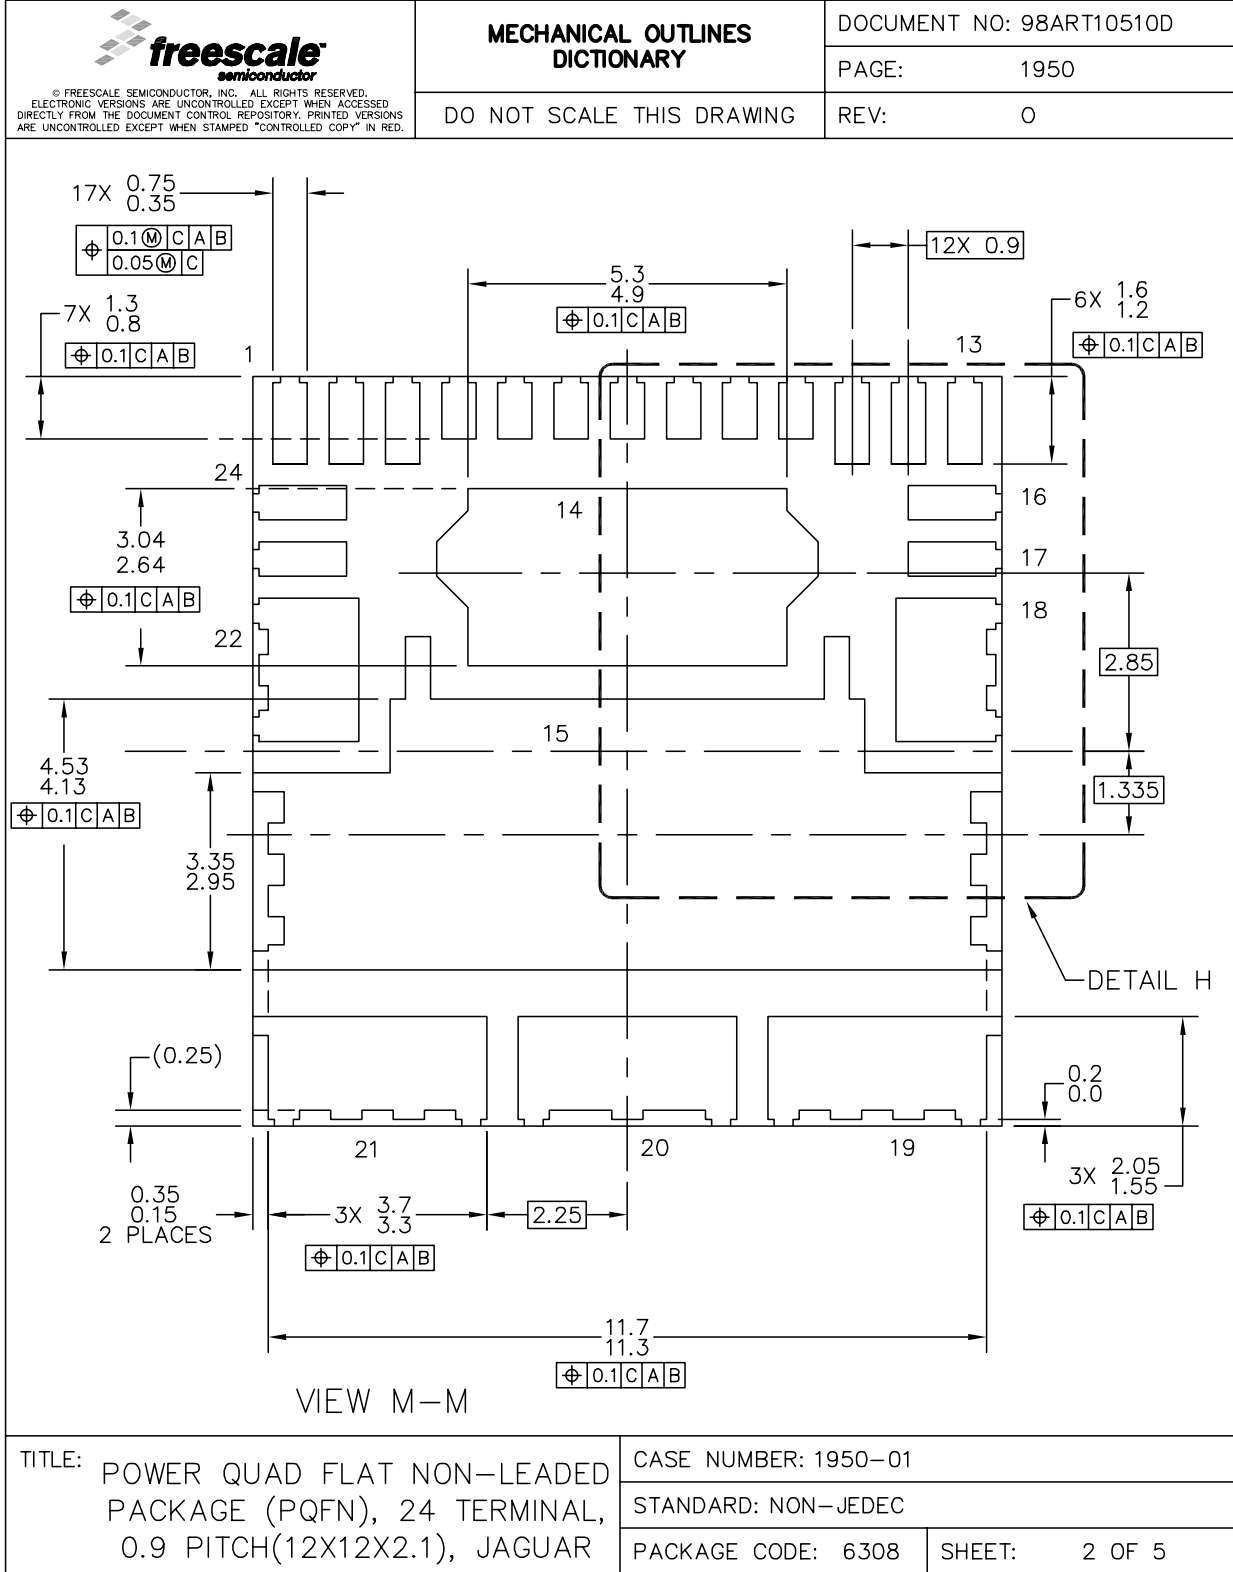 freescale™
semiconductor
© FREESCALE SEMICONDUCTOR, INC. ALL RIGHTS RESERVED.
ELECTRONIC VERSIONS ARE UNCONTROLLED EXCEPT WHEN ACCESSED
DIRECTLY FROM THE DOCUMENT CONTROL REPOSITORY. PRINTED VERSIONS
ARE UNCONTROLLED EXCEPT WHEN STAMPED "CONTROLLED COPY" IN RED.
MECHANICAL OUTLINES
DICTIONARY
DO NOT SCALE THIS DRAWING
DOCUMENT NO: 98ART10510D
PAGE: 1950
REV: O
17X 0.75
0.35
⌖ 0.1 Ⓜ C A B
0.05 Ⓜ C
12X 0.9
5.3
4.9
⌖ 0.1 C A B
7X 1.3
0.8
⌖ 0.1 C A B
6X 1.6
1.2
⌖ 0.1 C A B
1
13
24
14
16
3.04
2.64
⌖ 0.1 C A B
17
18
22
2.85
15
4.53
4.13
⌖ 0.1 C A B
1.335
3.35
2.95
DETAIL H
(0.25)
0.2
0.0
21
20
19
3X 2.05
1.55
⌖ 0.1 C A B
0.35
0.15
2 PLACES
3X 3.7
3.3
⌖ 0.1 C A B
2.25
11.7
11.3
⌖ 0.1 C A B
VIEW M-M
TITLE: POWER QUAD FLAT NON-LEADED
PACKAGE (PQFN), 24 TERMINAL,
0.9 PITCH(12X12X2.1), JAGUAR
CASE NUMBER: 1950-01
STANDARD: NON-JEDEC
PACKAGE CODE: 6308
SHEET: 2 OF 5